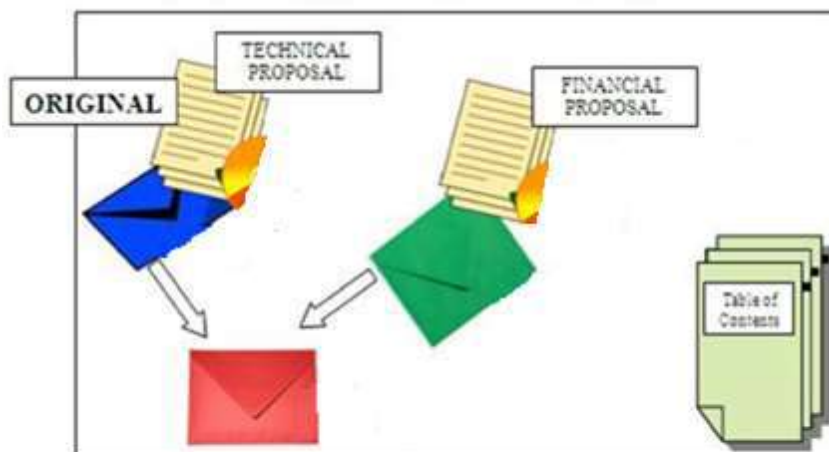 TECHNICAL
PROPOSAL
ORIGINAL
FINANCIAL
PROPOSAL
Table of
Contents